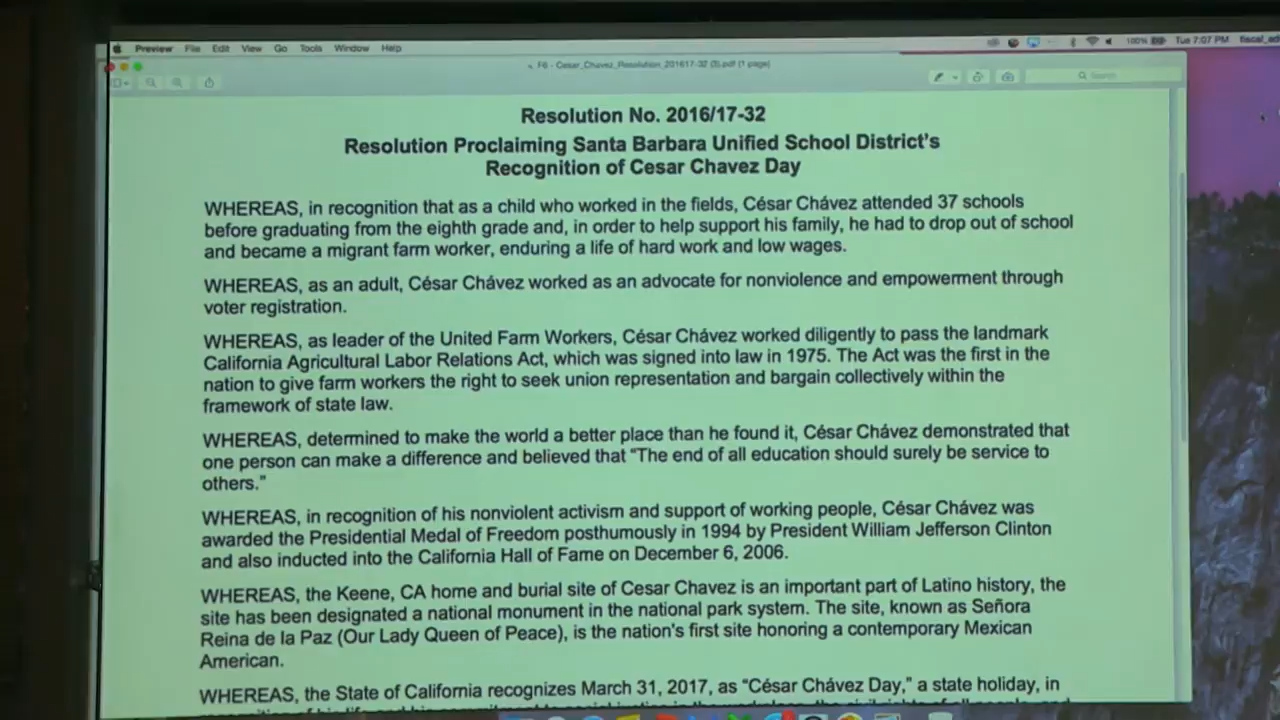 Preview File Edit View Go Tools Window Help
100% Tue 7:07 PM
F6 - Cesar_Chavez_Resolution_201617-32 (3).pdf (1 page)
Search
Resolution No. 2016/17-32
Resolution Proclaiming Santa Barbara Unified School District's
Recognition of Cesar Chavez Day
WHEREAS, in recognition that as a child who worked in the fields, César Chávez attended 37 schools
before graduating from the eighth grade and, in order to help support his family, he had to drop out of school
and became a migrant farm worker, enduring a life of hard work and low wages.
WHEREAS, as an adult, César Chávez worked as an advocate for nonviolence and empowerment through
voter registration.
WHEREAS, as leader of the United Farm Workers, César Chávez worked diligently to pass the landmark
California Agricultural Labor Relations Act, which was signed into law in 1975. The Act was the first in the
nation to give farm workers the right to seek union representation and bargain collectively within the
framework of state law.
WHEREAS, determined to make the world a better place than he found it, César Chávez demonstrated that
one person can make a difference and believed that “The end of all education should surely be service to
others.”
WHEREAS, in recognition of his nonviolent activism and support of working people, César Chávez was
awarded the Presidential Medal of Freedom posthumously in 1994 by President William Jefferson Clinton
and also inducted into the California Hall of Fame on December 6, 2006.
WHEREAS, the Keene, CA home and burial site of Cesar Chavez is an important part of Latino history, the
site has been designated a national monument in the national park system. The site, known as Señora
Reina de la Paz (Our Lady Queen of Peace), is the nation's first site honoring a contemporary Mexican
American.
WHEREAS, the State of California recognizes March 31, 2017, as “César Chávez Day,” a state holiday, in